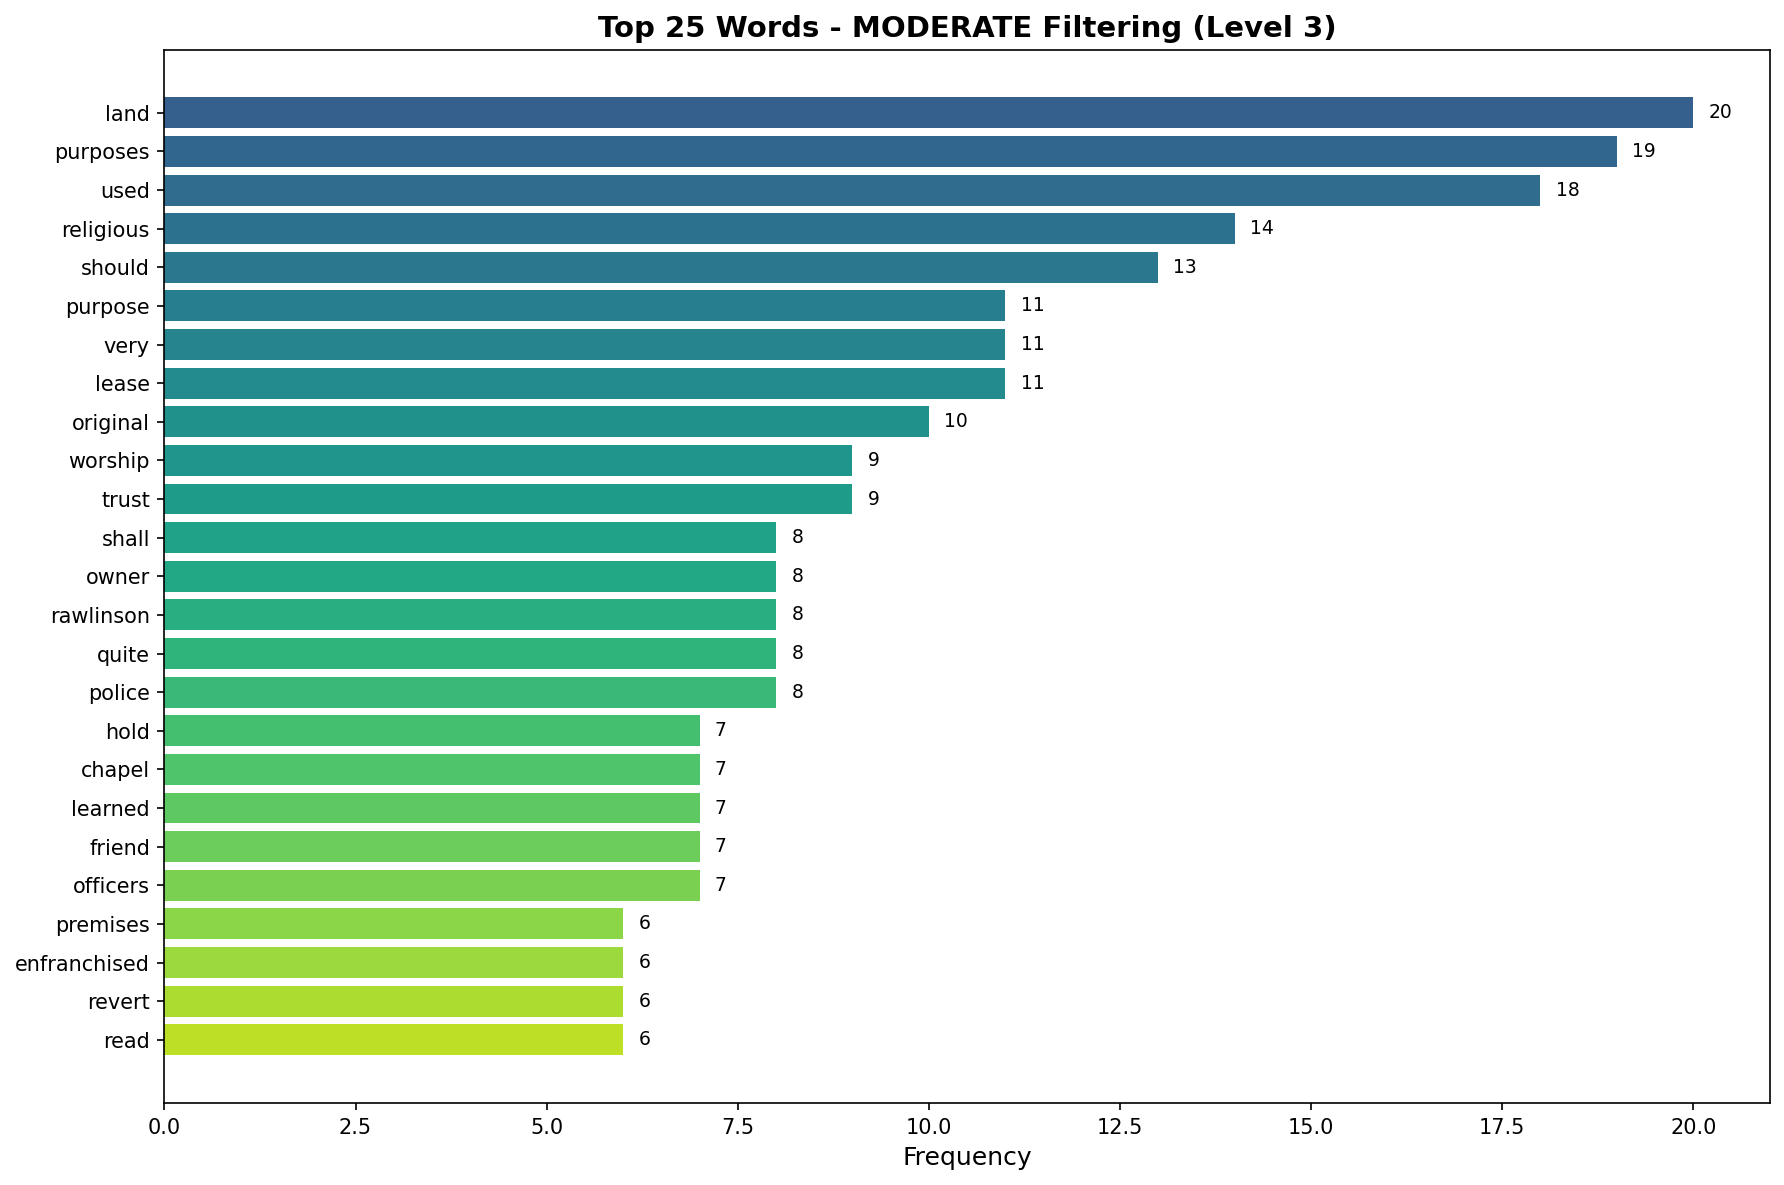 Top 25 Words - MODERATE Filtering (Level 3)
land 20
purposes 19
used 18
religious 14
should 13
purpose 11
very 11
lease 11
original 10
worship 9
trust 9
shall 8
owner 8
rawlinson 8
quite 8
police 8
hold 7
chapel 7
learned 7
friend 7
officers 7
premises 6
enfranchised 6
revert 6
read 6
0.0 2.5 5.0 7.5 10.0 12.5 15.0 17.5 20.0
Frequency